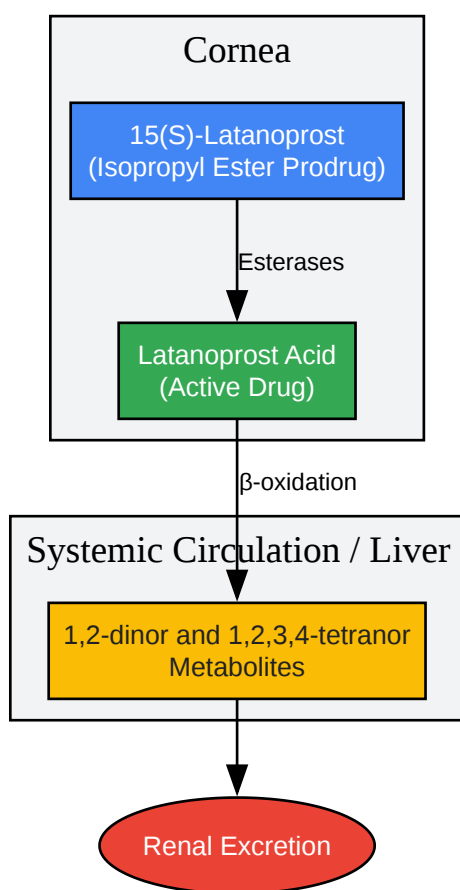 Cornea
15(S)-Latanoprost
(Isopropyl Ester Prodrug)
Esterases
Latanoprost Acid
(Active Drug)
β-oxidation
Systemic Circulation / Liver
1,2-dinor and 1,2,3,4-tetranor
Metabolites
Renal Excretion